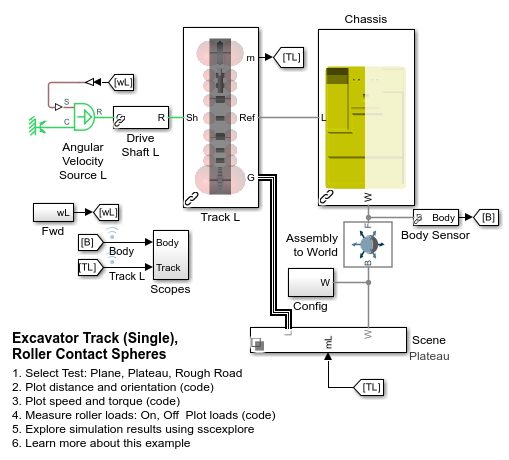 Chassis
m
[TL]
[wL]
S
R
C
R
Sh
Ref
L
Angular
Velocity
Source L
Drive
Shaft L
G
W
Track L
wL
[wL]
Fwd
B
Body
[B]
Body Sensor
F
Assembly
to World
B
[B]
Body
Body
[TL]
Track L
Track
Scopes
W
Config
L
mL
W
Scene
Plateau
[TL]
Excavator Track (Single),
Roller Contact Spheres
1. Select Test: Plane, Plateau, Rough Road
2. Plot distance and orientation (code)
3. Plot speed and torque (code)
4. Measure roller loads: On, Off Plot loads (code)
5. Explore simulation results using sscexplore
6. Learn more about this example